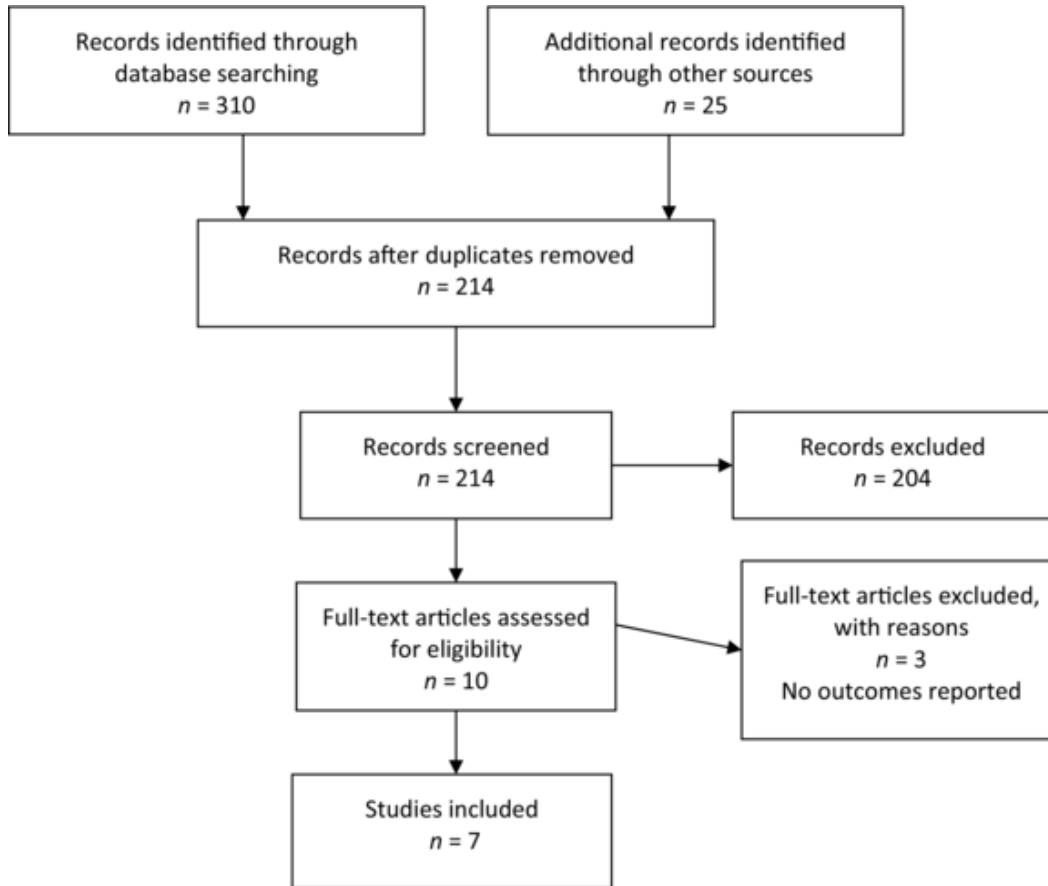 Records identified through
database searching
n = 310
Additional records identified
through other sources
n = 25
Records after duplicates removed
n = 214
Records screened
n = 214
Records excluded
n = 204
Full-text articles assessed
for eligibility
n = 10
Full-text articles excluded,
with reasons
n = 3
No outcomes reported
Studies included
n = 7